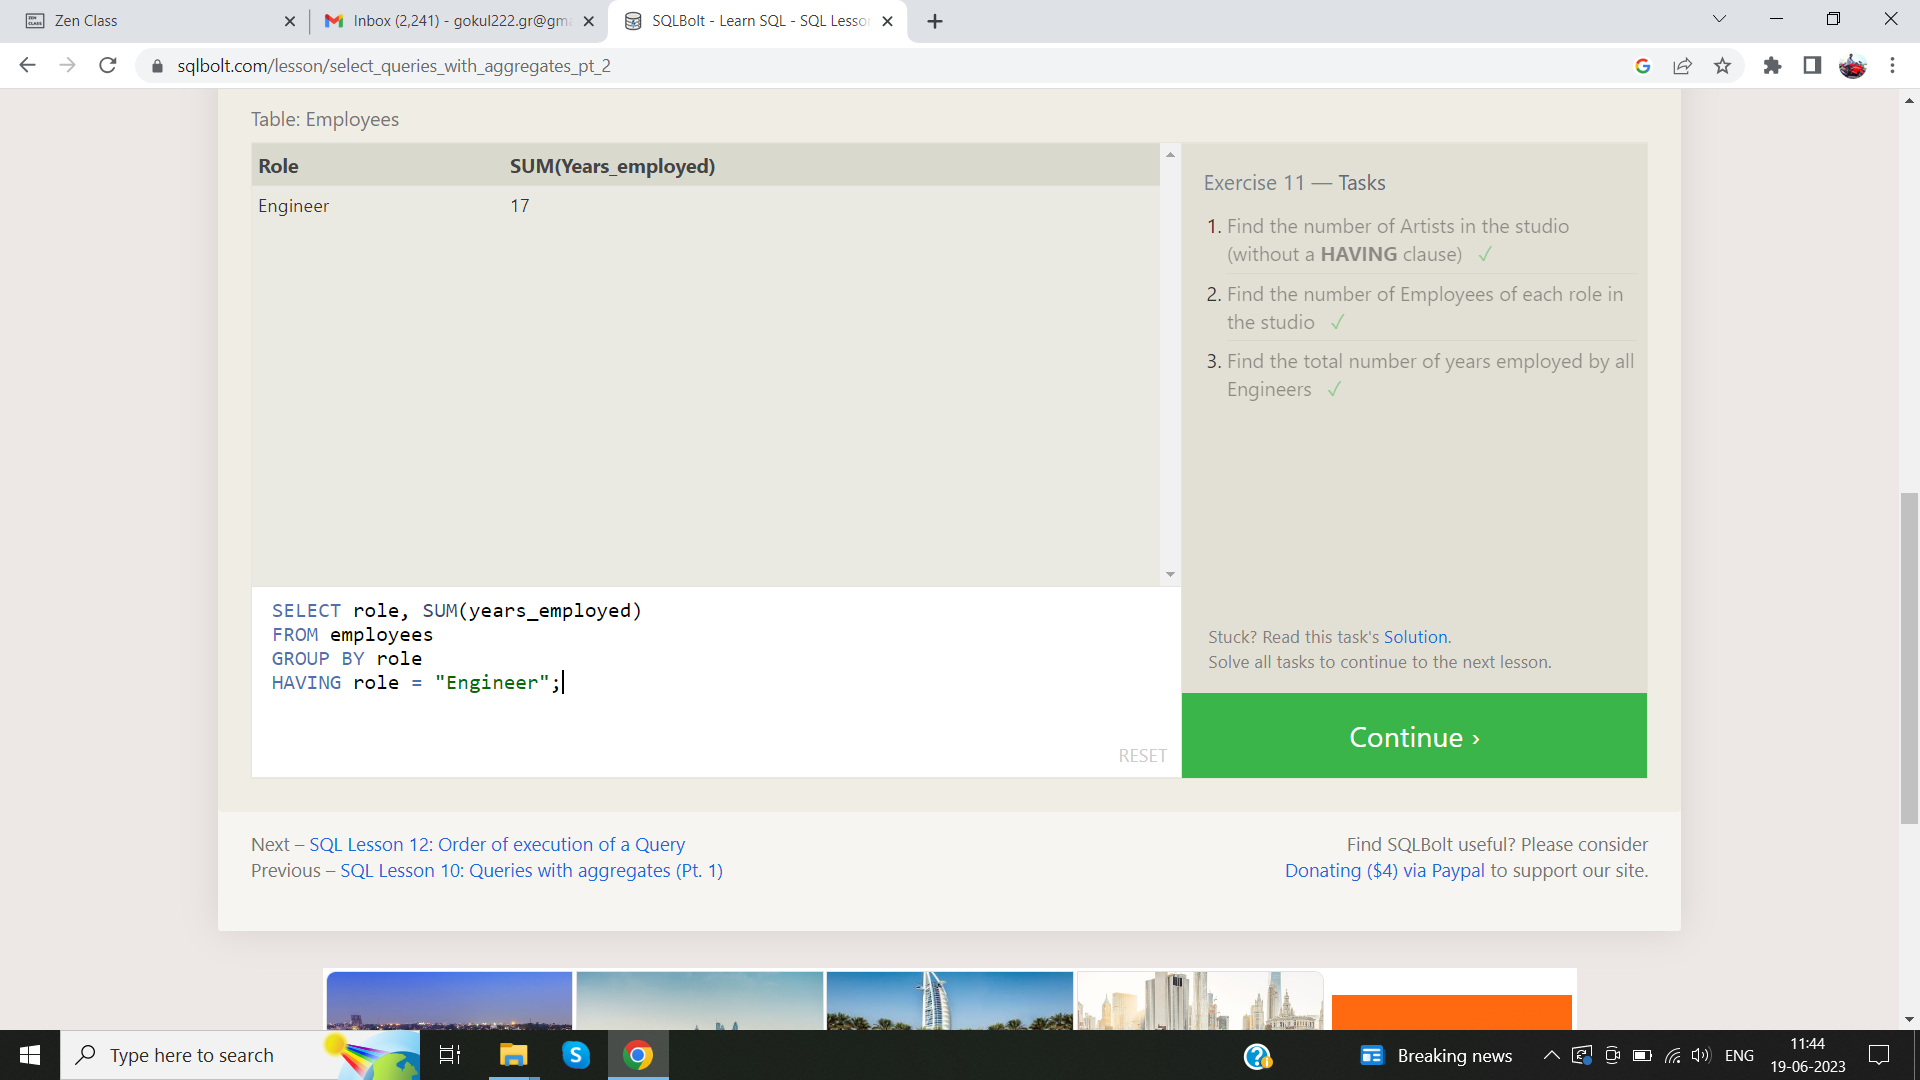 Zen Class
Inbox (2,241) - gokul222.gr@gm
SQLBolt - Learn SQL - SQL Lesson
sqlbolt.com/lesson/select_queries_with_aggregates_pt_2
Table: Employees
Role SUM(Years_employed)
Engineer 17
Exercise 11 — Tasks
1. Find the number of Artists in the studio
(without a HAVING clause) ✓
2. Find the number of Employees of each role in
the studio ✓
3. Find the total number of years employed by all
Engineers ✓
SELECT role, SUM(years_employed)
FROM employees
GROUP BY role
HAVING role = "Engineer";
RESET
Stuck? Read this task's Solution.
Solve all tasks to continue to the next lesson.
Continue ›
Next – SQL Lesson 12: Order of execution of a Query
Previous – SQL Lesson 10: Queries with aggregates (Pt. 1)
Find SQLBolt useful? Please consider
Donating ($4) via Paypal to support our site.
Type here to search
Breaking news
ENG
11:44
19-06-2023